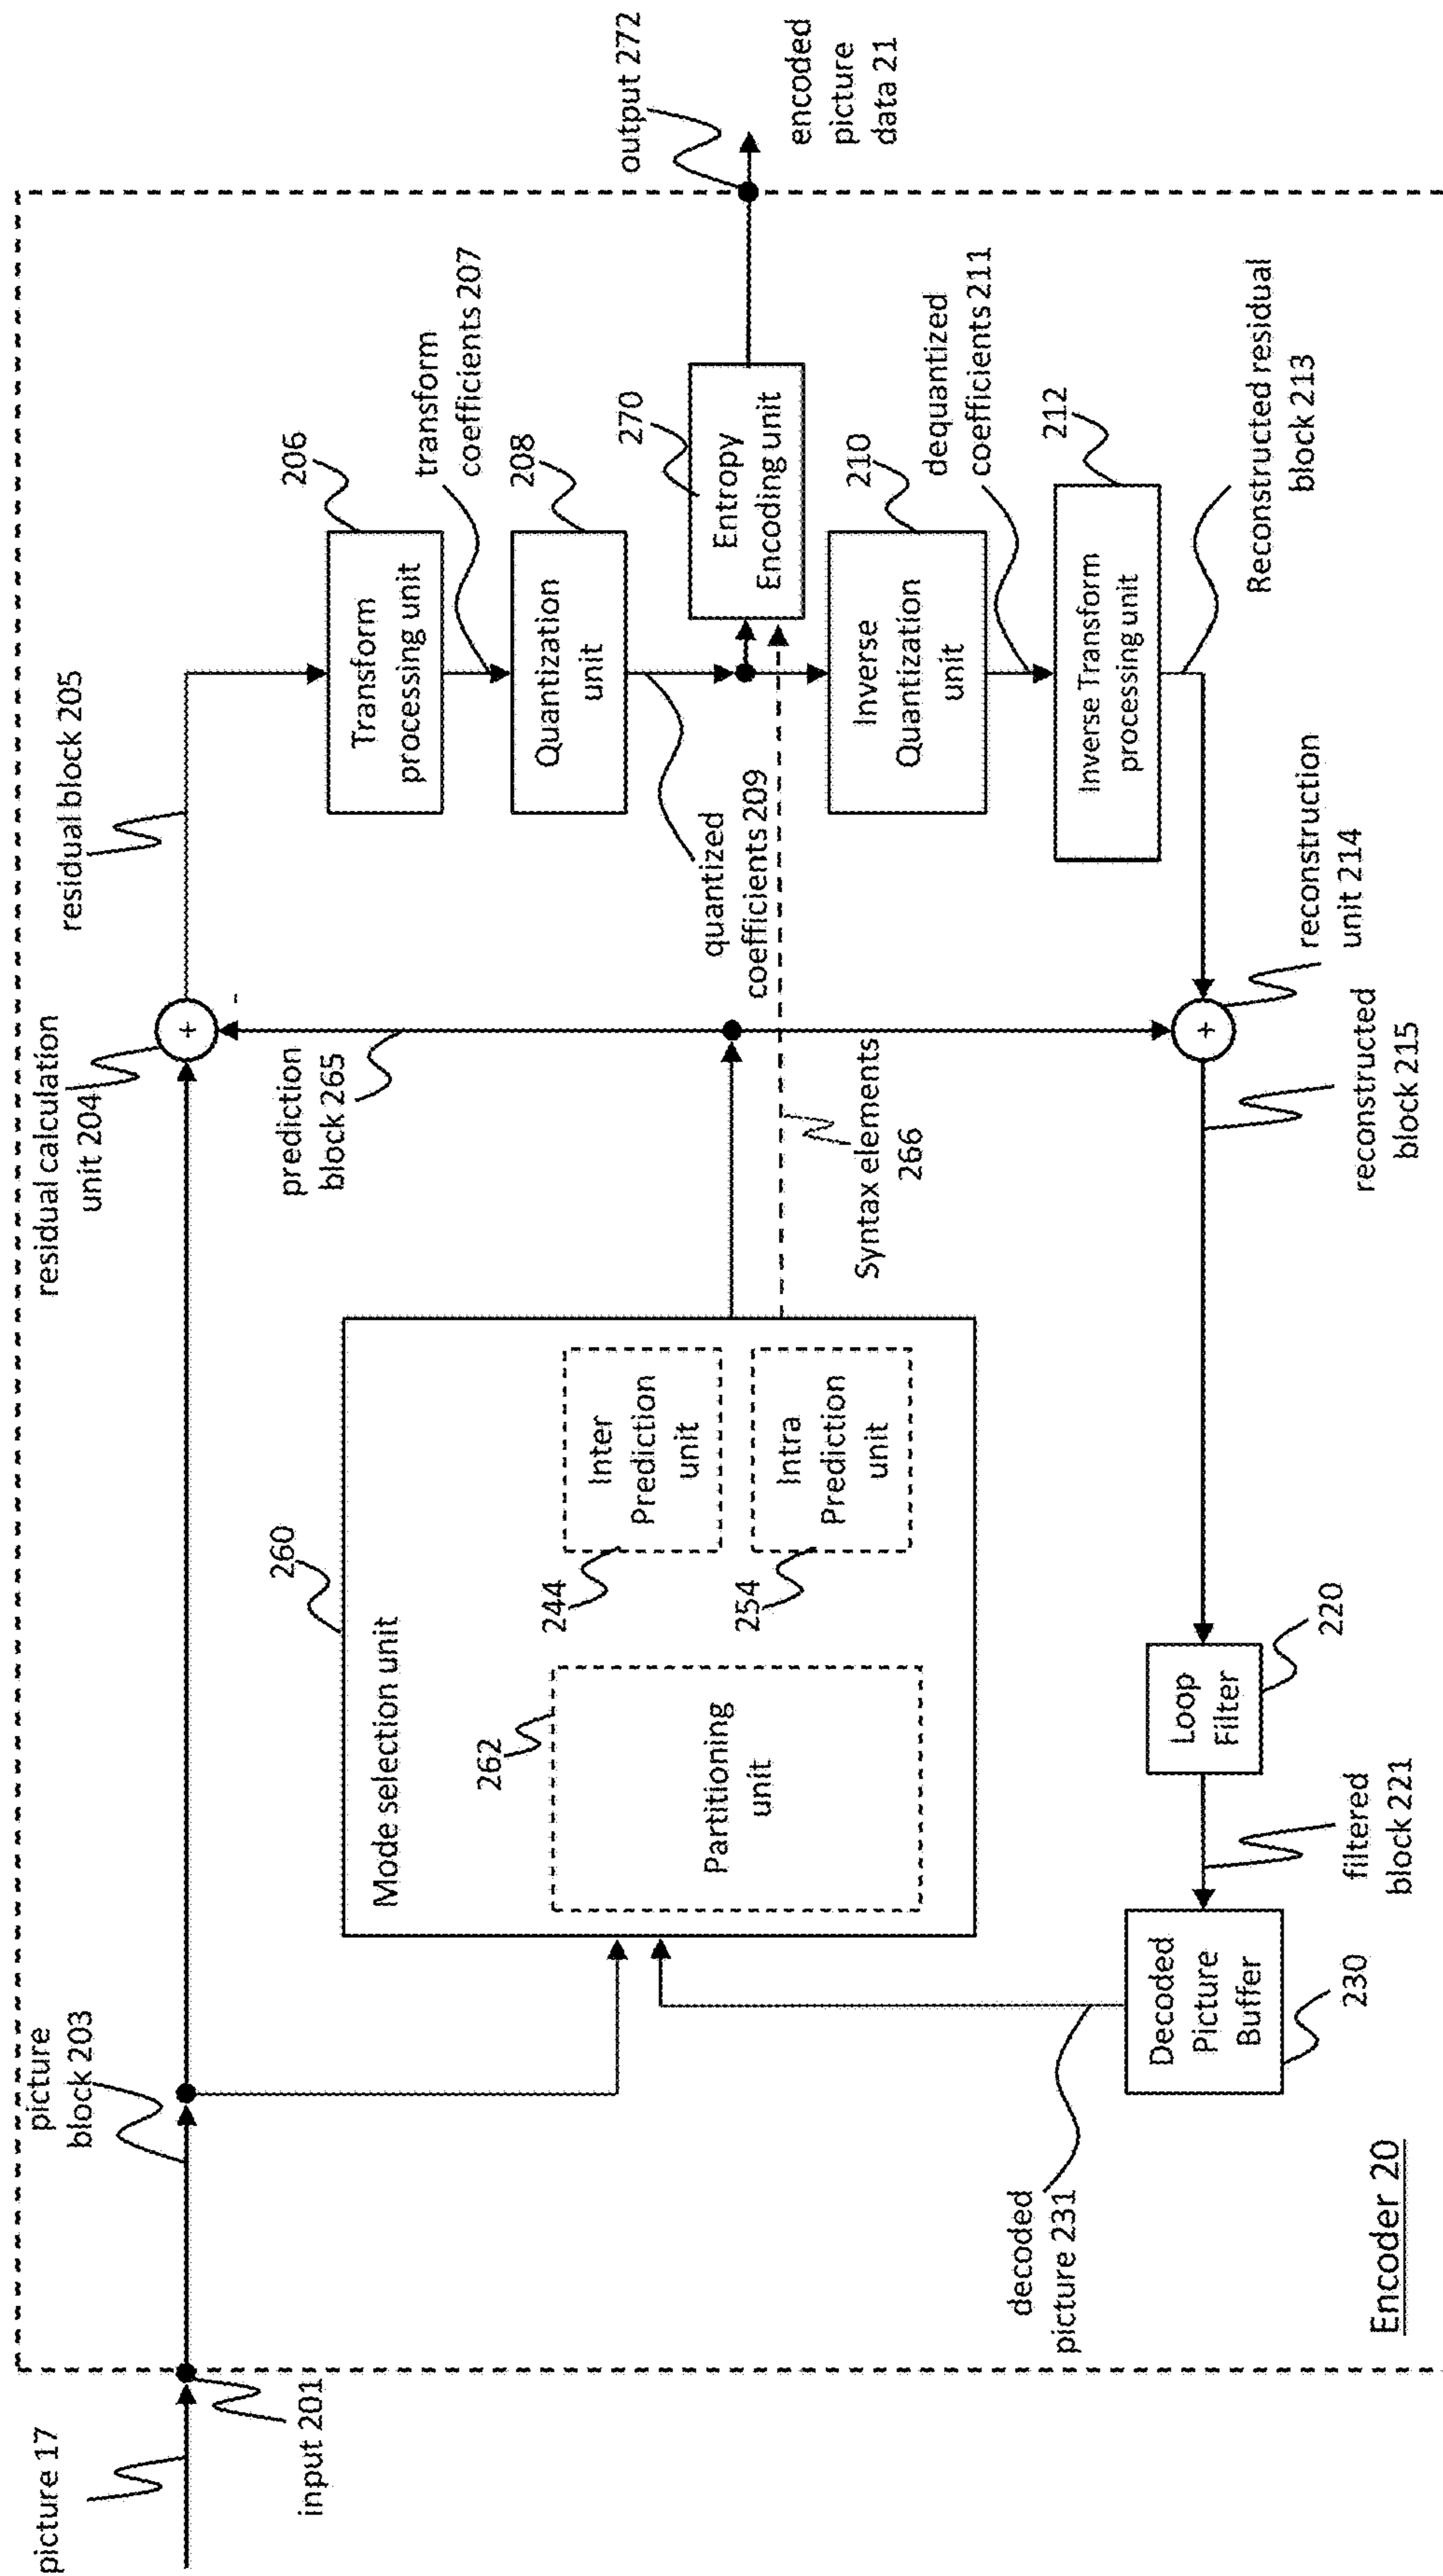 picture 17
input 201
picture
block 203
residual calculation
unit 204
residual block 205
+
-
prediction
block 265
206
Transform
processing unit
transform
coefficients 207
208
Quantization
unit
quantized
coefficients 209
270
Entropy
Encoding unit
output 272
encoded
picture
data 21
210
Inverse
Quantization
unit
dequantized
coefficients 211
212
Inverse Transform
processing unit
Reconstructed residual
block 213
reconstruction
unit 214
+
reconstructed
block 215
Syntax elements
266
260
Mode selection unit
262
Partitioning
unit
244
Inter
Prediction
unit
254
Intra
Prediction
unit
220
Loop
Filter
filtered
block 221
Decoded
Picture
Buffer
230
decoded
picture 231
Encoder 20